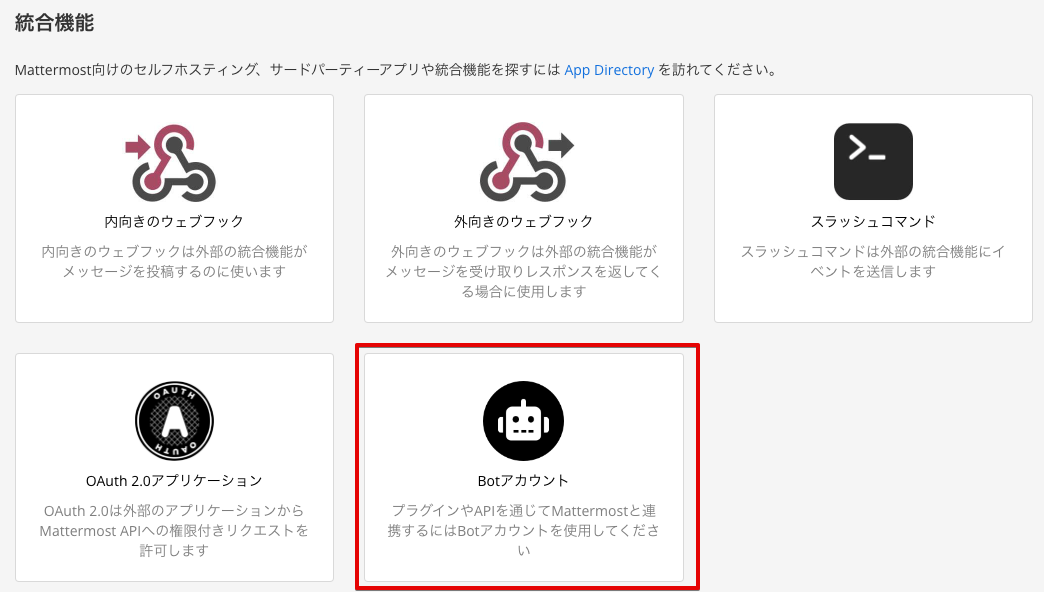 統合機能
Mattermost向けのセルフホスティング、サードパーティーアプリや統合機能を探すには App Directory を訪れてください。
内向きのウェブフック
内向きのウェブフックは外部の統合機能が
メッセージを投稿するのに使います
外向きのウェブフック
外向きのウェブフックは外部の統合機能が
メッセージを受け取りレスポンスを返してく
る場合に使用します
スラッシュコマンド
スラッシュコマンドは外部の統合機能にイ
ベントを送信します
OAUTH
A
OAUTH
OAuth 2.0アプリケーション
OAuth 2.0は外部のアプリケーションから
Mattermost APIへの権限付きリクエストを
許可します
Botアカウント
プラグインやAPIを通じてMattermostと連
携するにはBotアカウントを使用してくださ
い